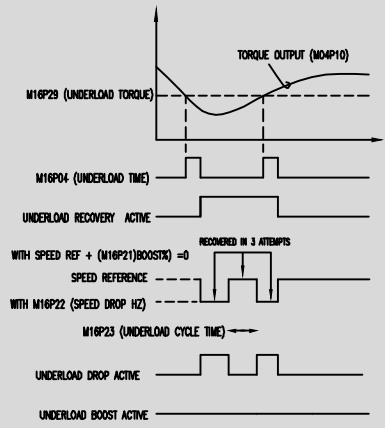 TORQUE OUTPUT (M04P10)
M16P29 (UNDERLOAD TORQUE)
M16P04 (UNDERLOAD TIME)
UNDERLOAD RECOVERY ACTIVE
RECOVERED IN 3 ATTEMPTS
WITH SPEED REF + (M16P21)BOOST%) =0
SPEED REFERENCE
WITH M16P22 (SPEED DROP HZ)
M16P23 (UNDERLOAD CYCLE TIME)
UNDERLOAD DROP ACTIVE
UNDERLOAD BOOST ACTIVE